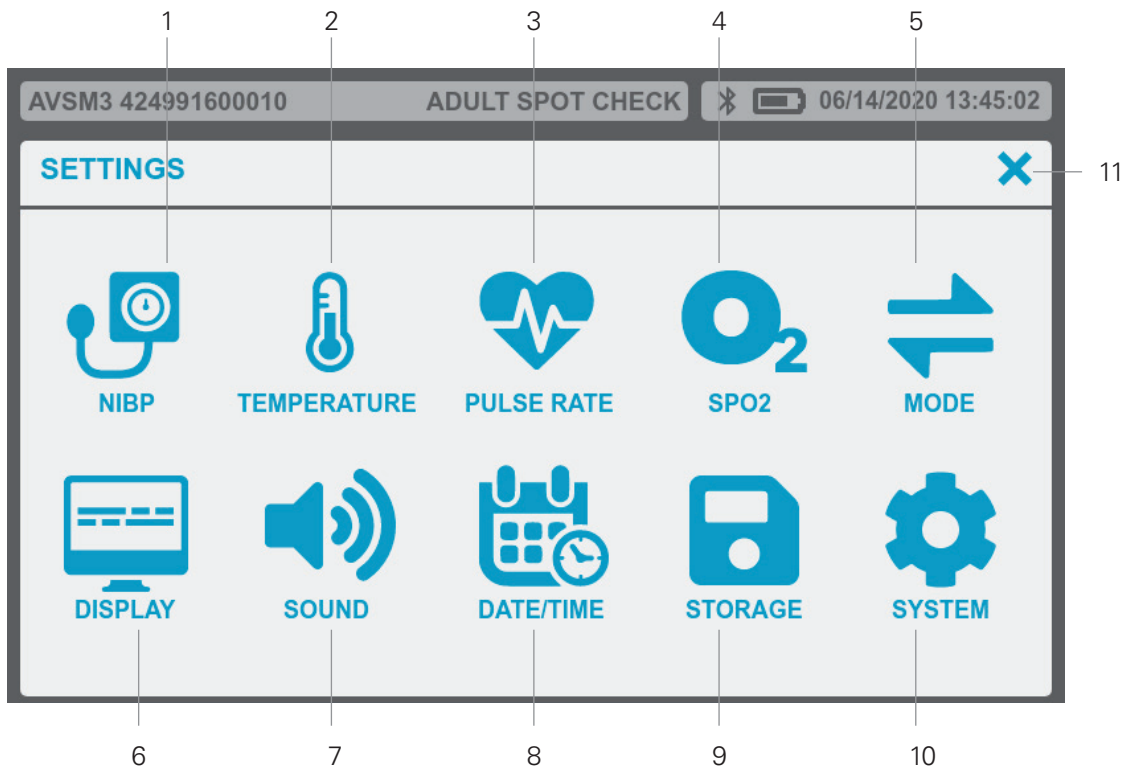 1 2 3 4 5
AVSM3 424991600010 ADULT SPOT CHECK 06/14/2020 13:45:02
SETTINGS 11
O2
NIBP TEMPERATURE PULSE RATE SPO2 MODE
DISPLAY SOUND DATE/TIME STORAGE SYSTEM
6 7 8 9 10